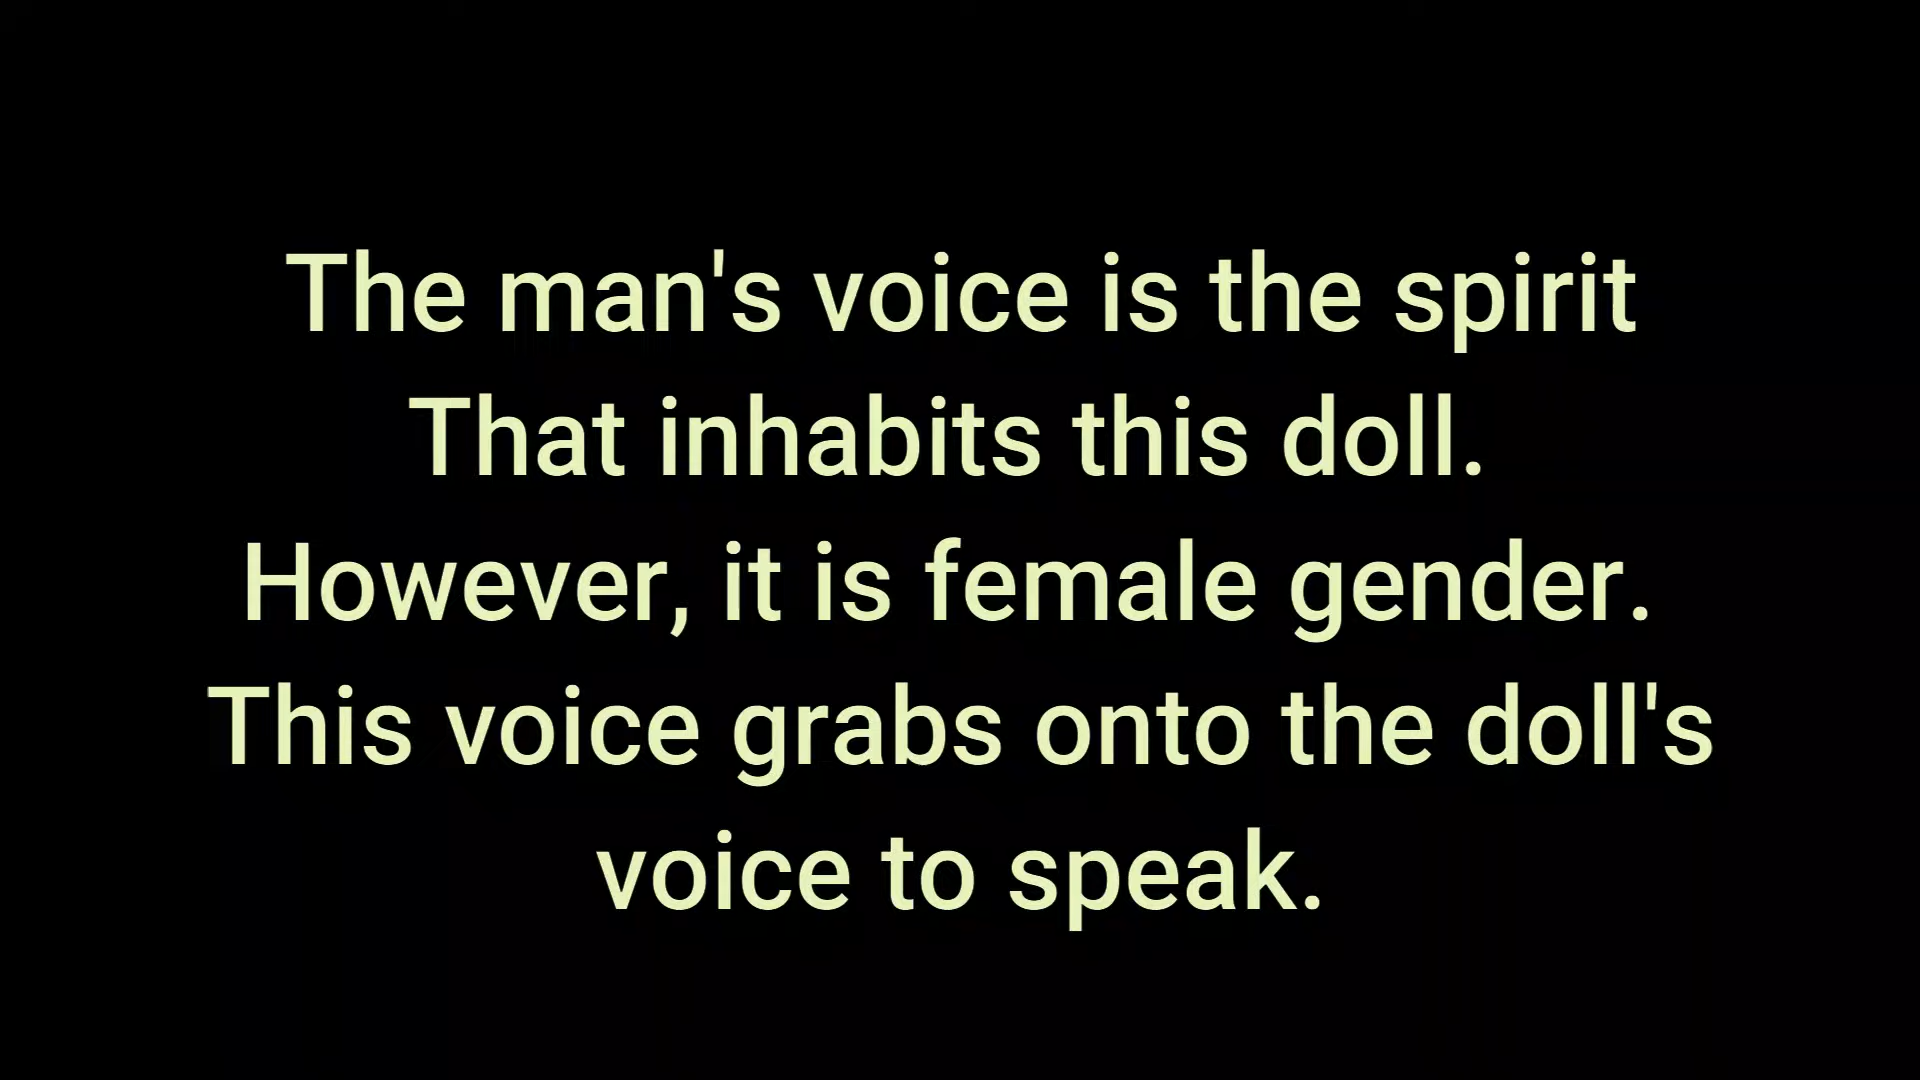 The man's voice is the spirit
That inhabits this doll.
However, it is female gender.
This voice grabs onto the doll's
voice to speak.